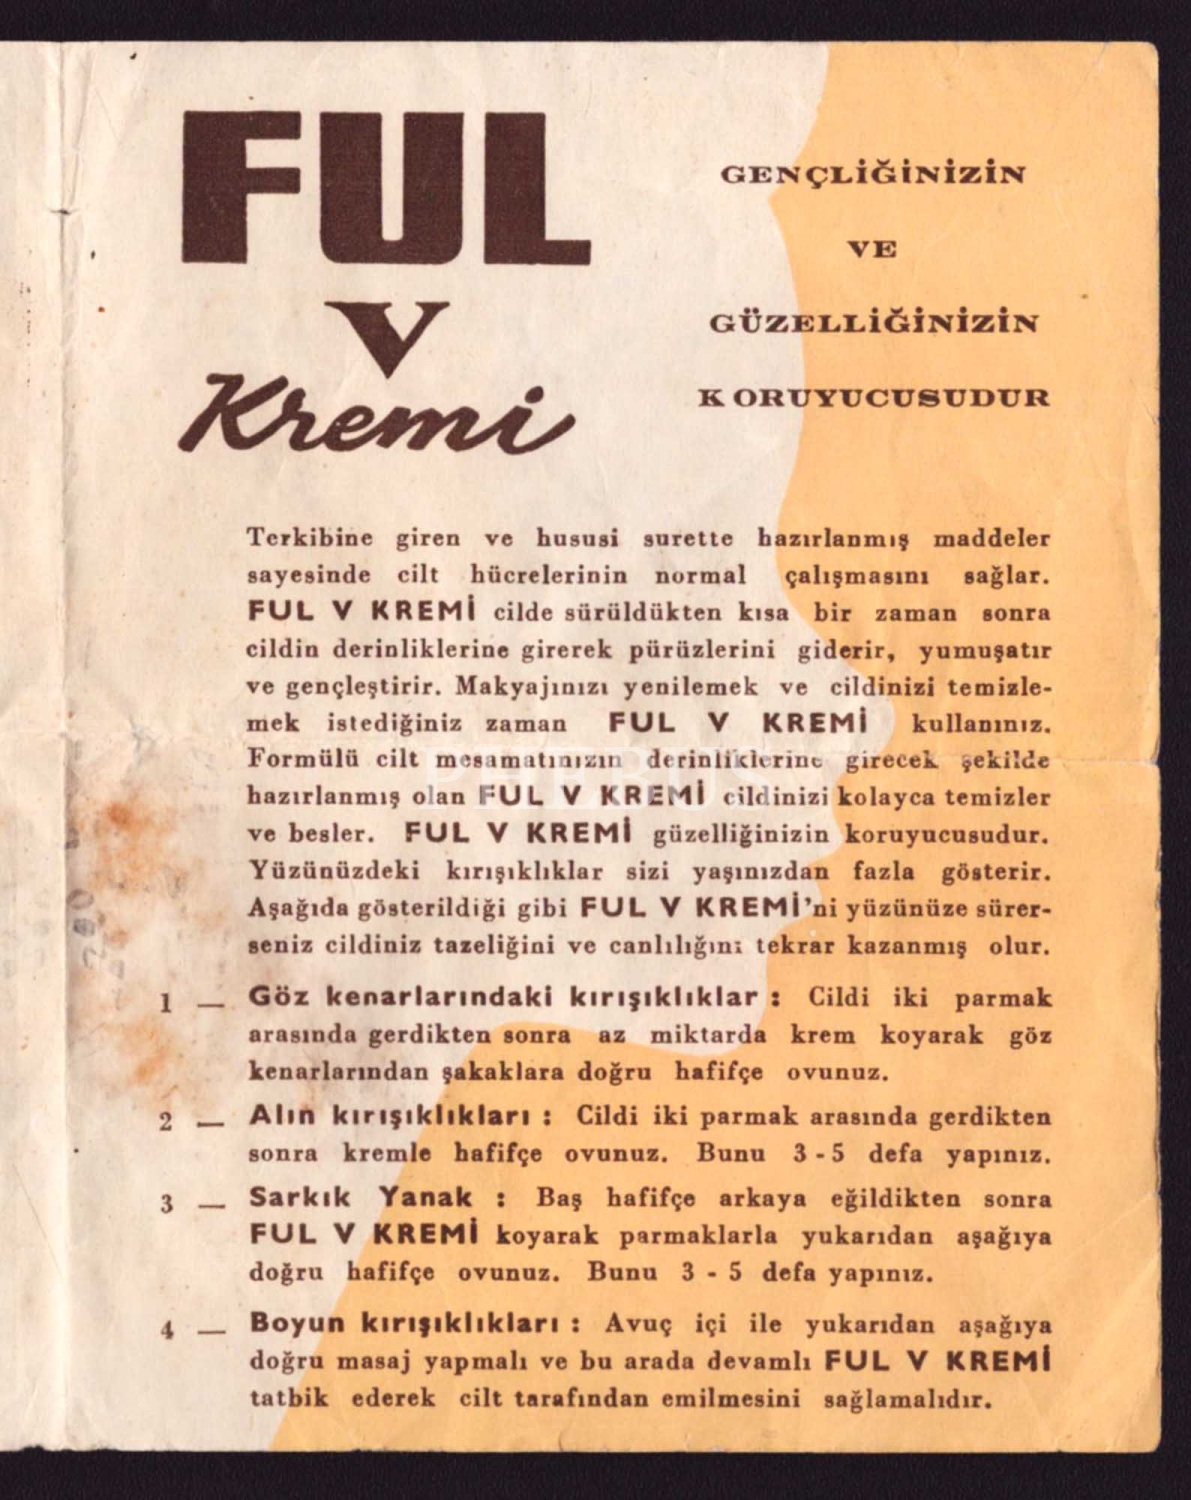 FUL
V
Kremi
GENÇLİĞİNİZİN
VE
GÜZELLİĞİNİZİN
KORUYUCUSUDUR
Terkibine giren ve hususi surette hazırlanmış maddeler
sayesinde cilt hücrelerinin normal çalışmasını sağlar.
FUL V KREMİ cilde sürüldükten kısa bir zaman sonra
cildin derinliklerine girerek pürüzlerini giderir, yumuşatır
ve gençleştirir. Makyajınızı yenilemek ve cildinizi temizle-
mek istediğiniz zaman FUL V KREMİ kullanınız.
Formülü cilt mesamatınızın derinliklerine girecek şekilde
hazırlanmış olan FUL V KREMİ cildinizi kolayca temizler
ve besler. FUL V KREMİ güzelliğinizin koruyucusudur.
Yüzünüzdeki kırışıklıklar sizi yaşınızdan fazla gösterir.
Aşağıda gösterildiği gibi FUL V KREMİ'ni yüzünüze sürer-
seniz cildiniz tazeliğini ve canlılığını tekrar kazanmış olur.
1 — Göz kenarlarındaki kırışıklıklar : Cildi iki parmak
arasında gerdikten sonra az miktarda krem koyarak göz
kenarlarından şakaklara doğru hafifçe ovunuz.
2 — Alın kırışıklıkları : Cildi iki parmak arasında gerdikten
sonra kremle hafifçe ovunuz. Bunu 3 - 5 defa yapınız.
3 — Sarkık Yanak : Baş hafifçe arkaya eğildikten sonra
FUL V KREMİ koyarak parmaklarla yukarıdan aşağıya
doğru hafifçe ovunuz. Bunu 3 - 5 defa yapınız.
4 — Boyun kırışıklıkları : Avuç içi ile yukarıdan aşağıya
doğru masaj yapmalı ve bu arada devamlı FUL V KREMİ
tatbik ederek cilt tarafından emilmesini sağlamalıdır.